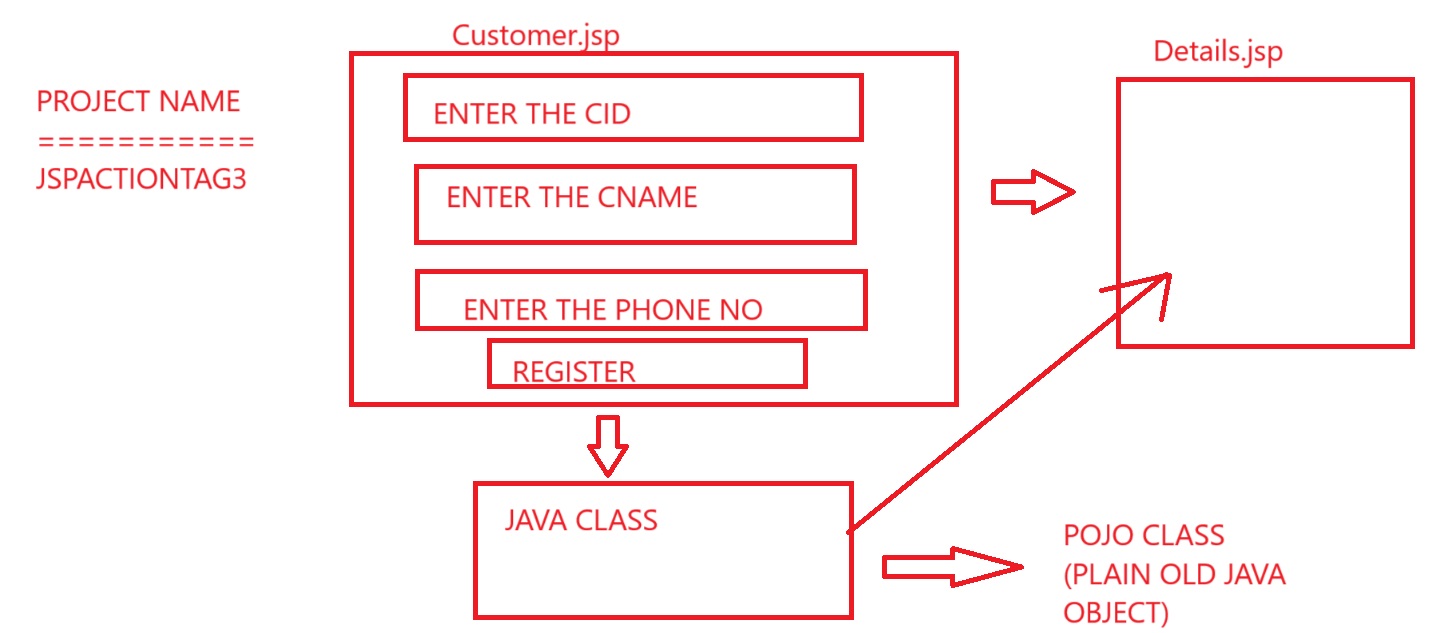 Customer.jsp
Details.jsp
PROJECT NAME
===========
JSPACTIONTAG3
ENTER THE CID
ENTER THE CNAME
ENTER THE PHONE NO
REGISTER
JAVA CLASS
POJO CLASS
(PLAIN OLD JAVA
OBJECT)